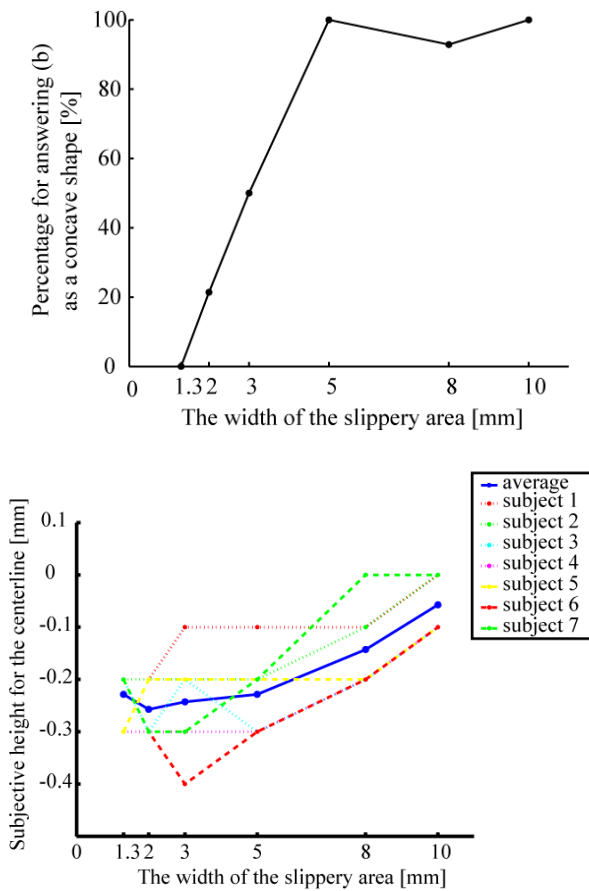 Percentage for answering (b)
as a concave shape [%]
100
80
60
40
20
0
0
1.3
2
3
5
8
10
The width of the slippery area [mm]
average
subject 1
subject 2
subject 3
subject 4
subject 5
subject 6
subject 7
Subjective height for the centerline [mm]
0.1
0
-0.1
-0.2
-0.3
-0.4
0
1.3
2
3
5
8
10
The width of the slippery area [mm]